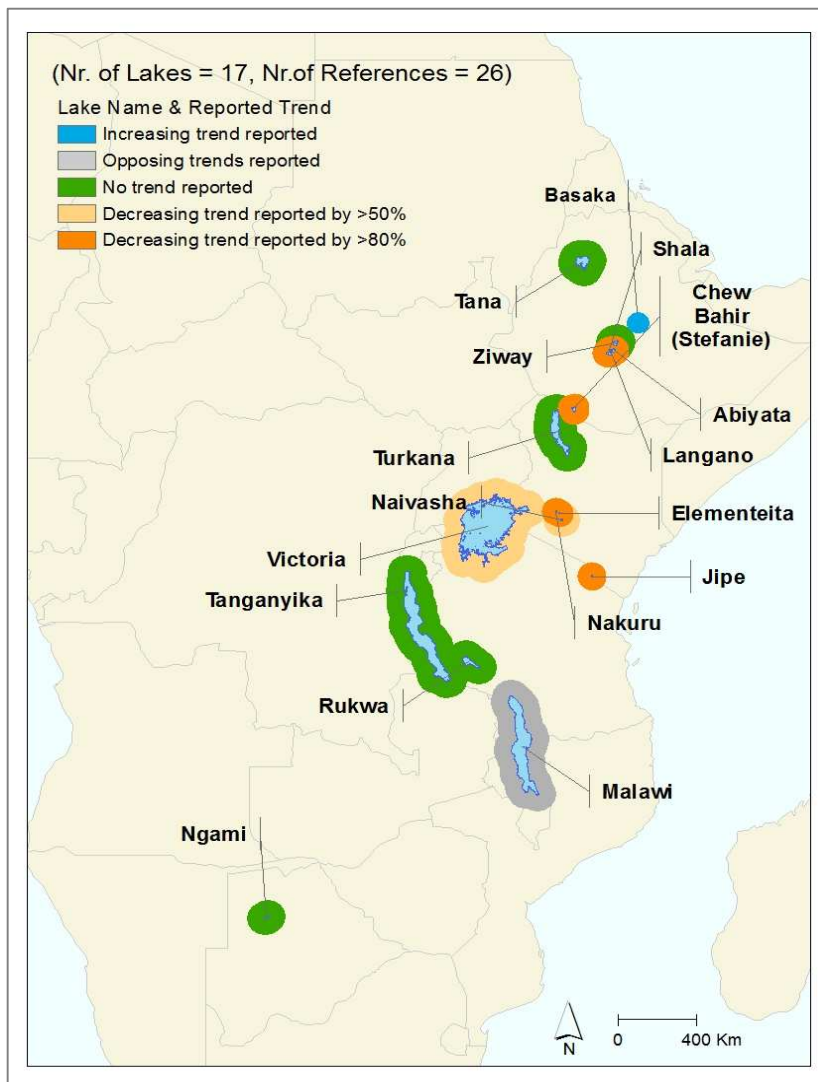 (Nr. of Lakes = 17, Nr.of References = 26)
Lake Name & Reported Trend
Increasing trend reported
Opposing trends reported
No trend reported
Decreasing trend reported by >50%
Decreasing trend reported by >80%
Basaka
Shala
Tana
Chew
Bahir
(Stefanie)
Ziway
Abiyata
Langano
Turkana
Naivasha
Elementeita
Victoria
Jipe
Tanganyika
Nakuru
Rukwa
Malawi
Ngami
N
0 400 Km